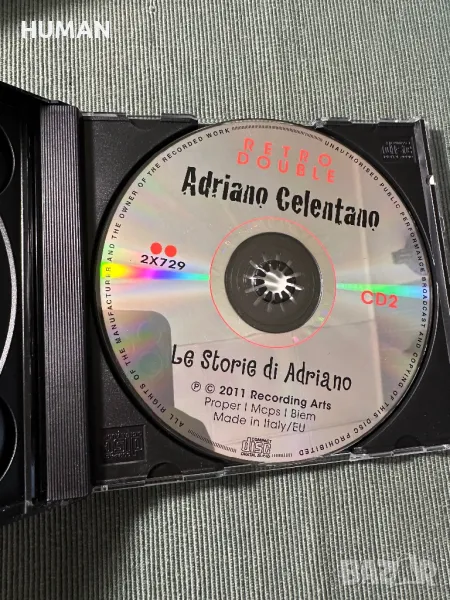 HUMAN
RETRO
DOUBLE
Adriano Celentano
2X729
CD2
Le Storie di Adriano
℗ © 2011 Recording Arts
Proper | Mcps | Biem
Made in Italy/EU
COMPACT
disc
DIGITAL AUDIO
ALL RIGHTS OF THE MANUFACTURER AND THE OWNER OF THE RECORDED WORK
UNAUTHORISED PUBLIC PERFORMANCE BROADCAST AND COPYING OF THIS DISC PROHIBITED
BAZAR